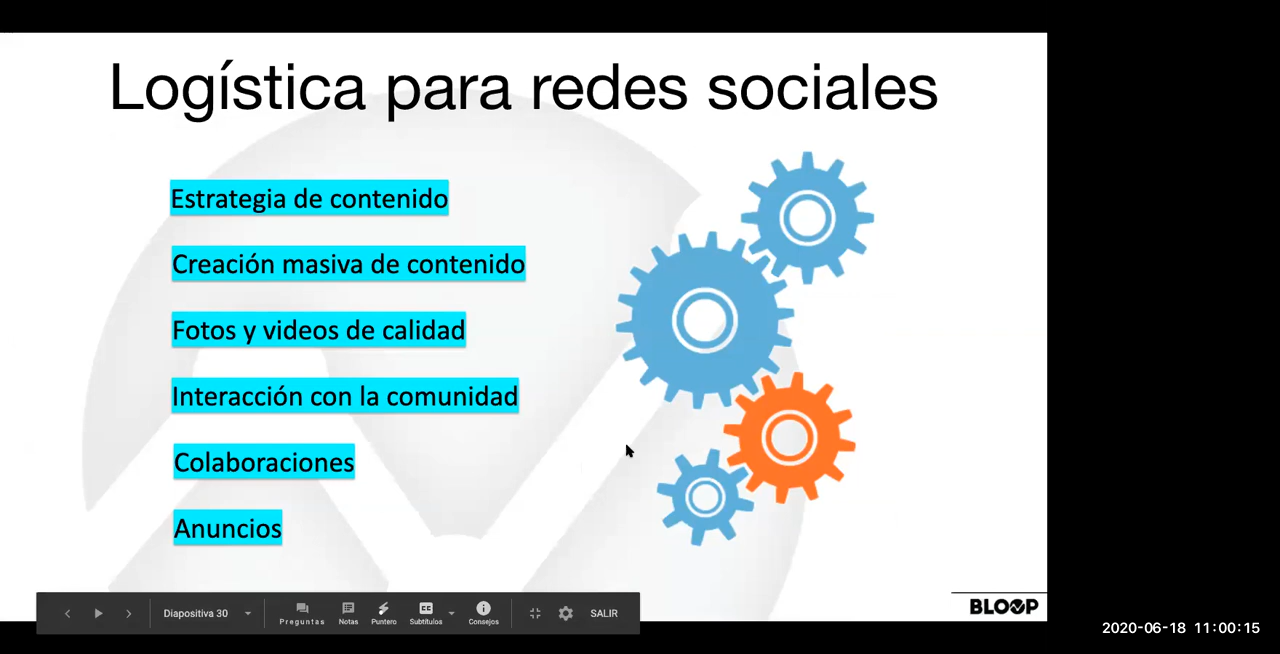 Logística para redes sociales
Estrategia de contenido
Creación masiva de contenido
Fotos y videos de calidad
Interacción con la comunidad
Colaboraciones
Anuncios
Diapositiva 30
Preguntas
Notas
Puntero
Subtítulos
Consejos
SALIR
BLOOP
2020-06-18 11:00:15